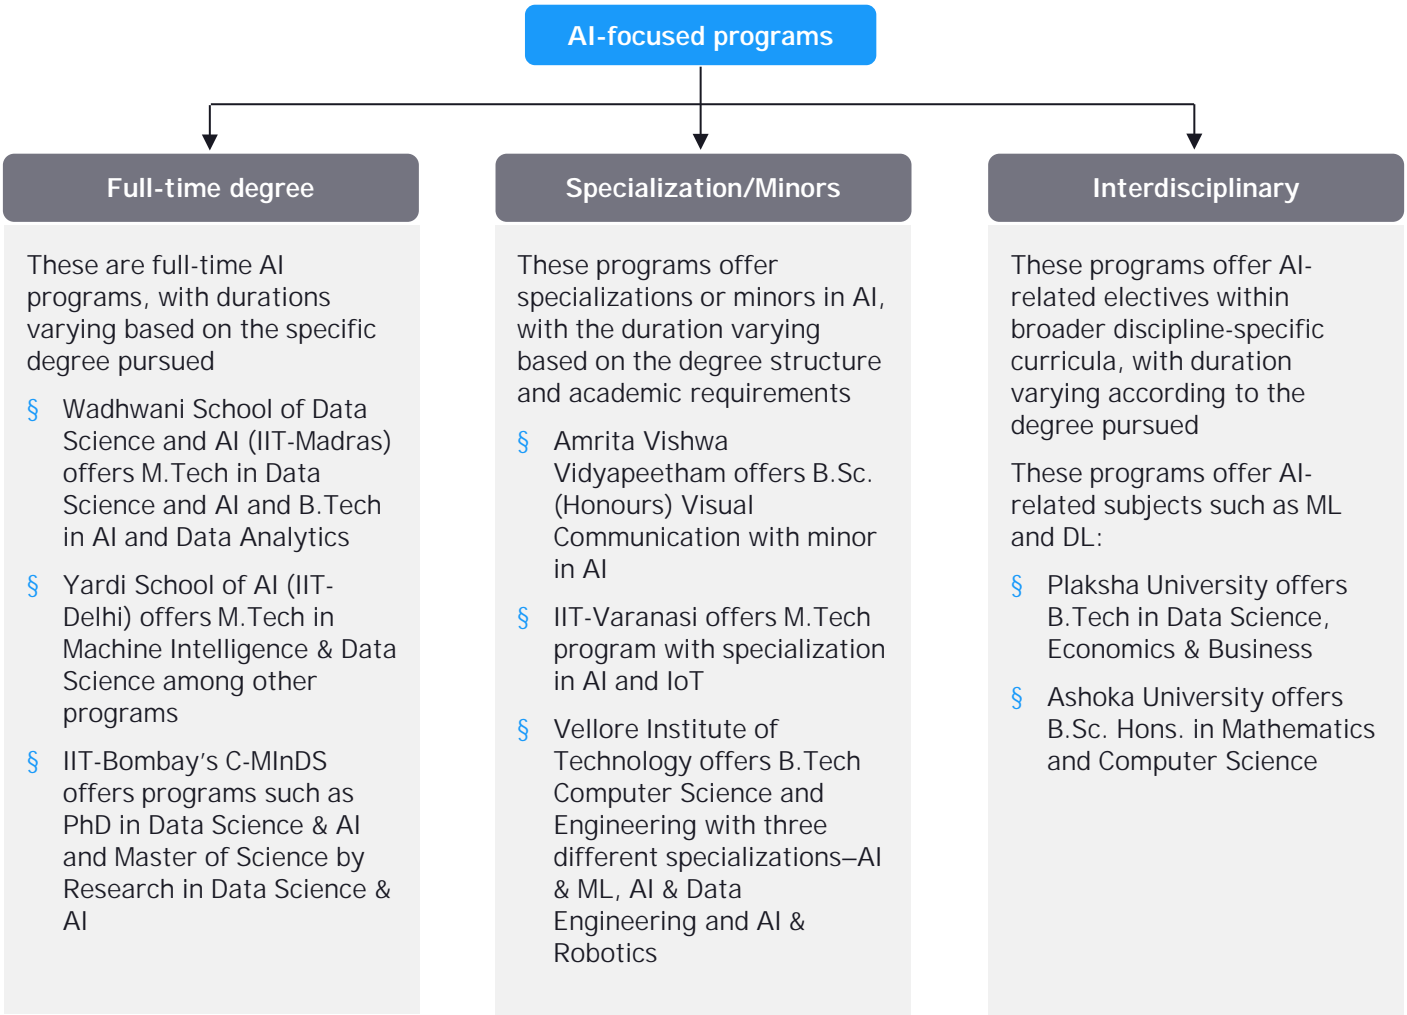 AI-focused programs
Full-time degree
These are full-time AI
programs, with durations
varying based on the specific
degree pursued
§ Wadhwani School of Data
Science and AI (IIT-Madras)
offers M.Tech in Data
Science and AI and B.Tech
in AI and Data Analytics
§ Yardi School of AI (IIT-
Delhi) offers M.Tech in
Machine Intelligence & Data
Science among other
programs
§ IIT-Bombay’s C-MInDS
offers programs such as
PhD in Data Science & AI
and Master of Science by
Research in Data Science &
AI
Specialization/Minors
These programs offer
specializations or minors in AI,
with the duration varying
based on the degree structure
and academic requirements
§ Amrita Vishwa
Vidyapeetham offers B.Sc.
(Honours) Visual
Communication with minor
in AI
§ IIT-Varanasi offers M.Tech
program with specialization
in AI and IoT
§ Vellore Institute of
Technology offers B.Tech
Computer Science and
Engineering with three
different specializations–AI
& ML, AI & Data
Engineering and AI &
Robotics
Interdisciplinary
These programs offer AI-
related electives within
broader discipline-specific
curricula, with duration
varying according to the
degree pursued
These programs offer AI-
related subjects such as ML
and DL:
§ Plaksha University offers
B.Tech in Data Science,
Economics & Business
§ Ashoka University offers
B.Sc. Hons. in Mathematics
and Computer Science